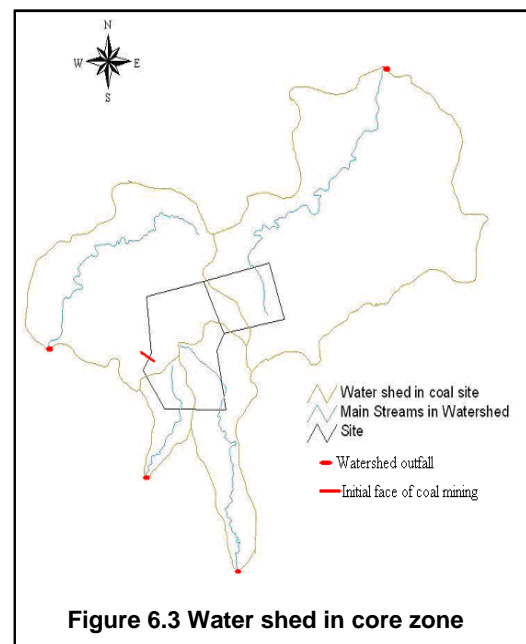 N
W E
S
Water shed in coal site
Main Streams in Watershed
Site
Watershed outfall
Initial face of coal mining
Figure 6.3 Water shed in core zone